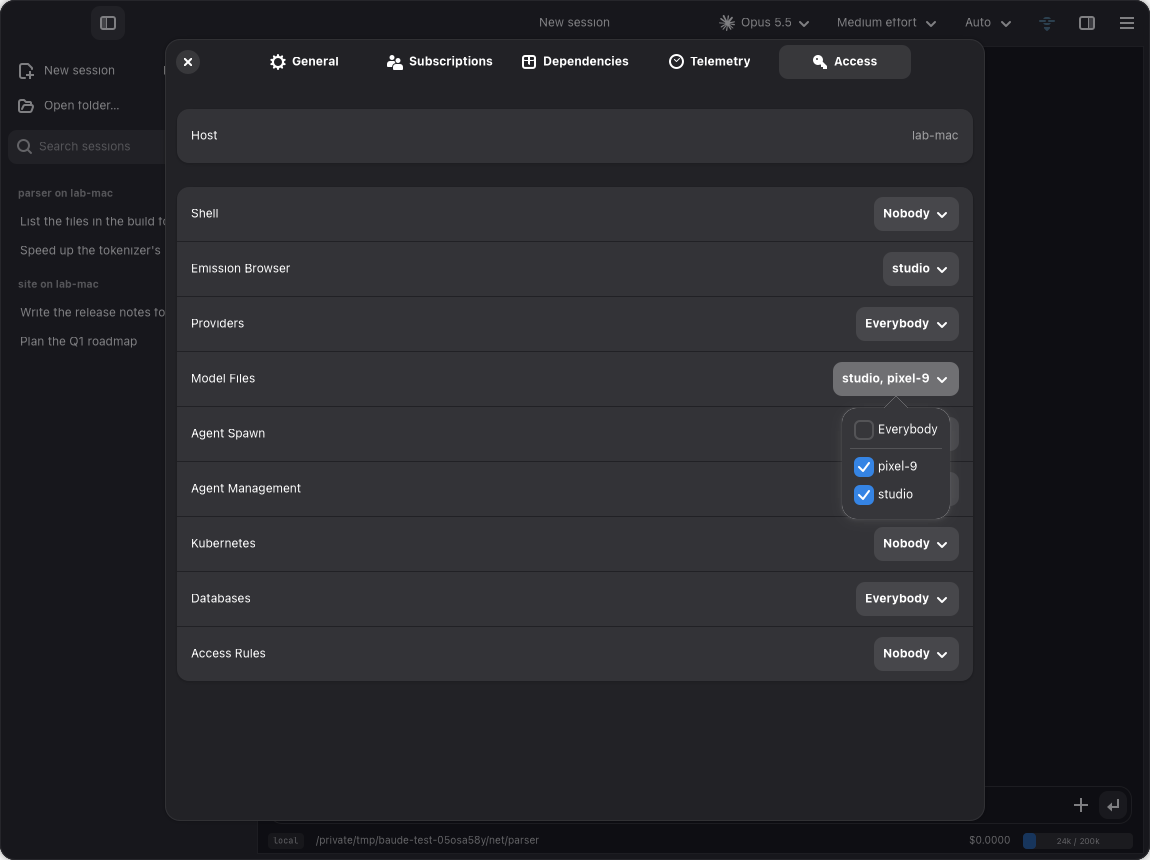 New session
Opus 5.5
Medium effort
Auto
New session
Open folder...
Search sessions
parser on lab-mac
List the files in the build
Speed up the tokenizer's
site on lab-mac
Write the release notes
Plan the Q1 roadmap
General
Subscriptions
Dependencies
Telemetry
Access
Host
lab-mac
Shell
Nobody
Emission Browser
studio
Providers
Everybody
Model Files
studio, pixel-9
Everybody
pixel-9
studio
Agent Spawn
Agent Management
Kubernetes
Nobody
Databases
Everybody
Access Rules
Nobody
local
/private/tmp/baude-test-05osa58y/net/parser
$0.0000
24k / 200k